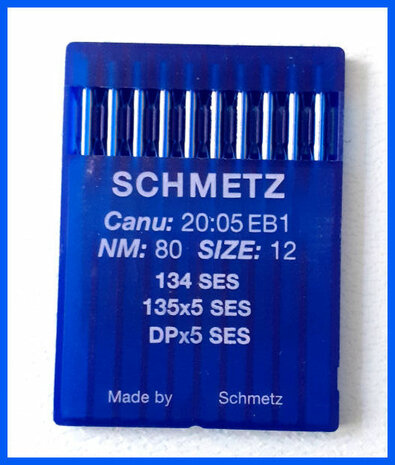 SCHMETZ
Canu: 20:05 EB1
NM: 80 SIZE: 12
134 SES
135x5 SES
DPx5 SES
Made by Schmetz